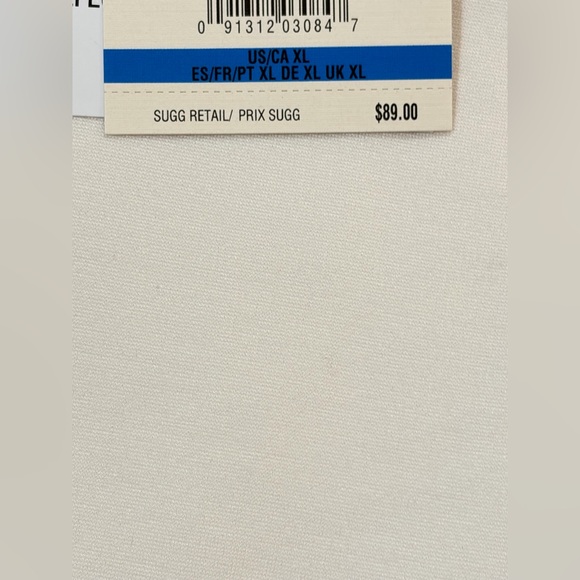 0 91312 03084 7
US/CA XL
ES/FR/PT XL DE XL UK XL
SUGG RETAIL/ PRIX SUGG $89.00